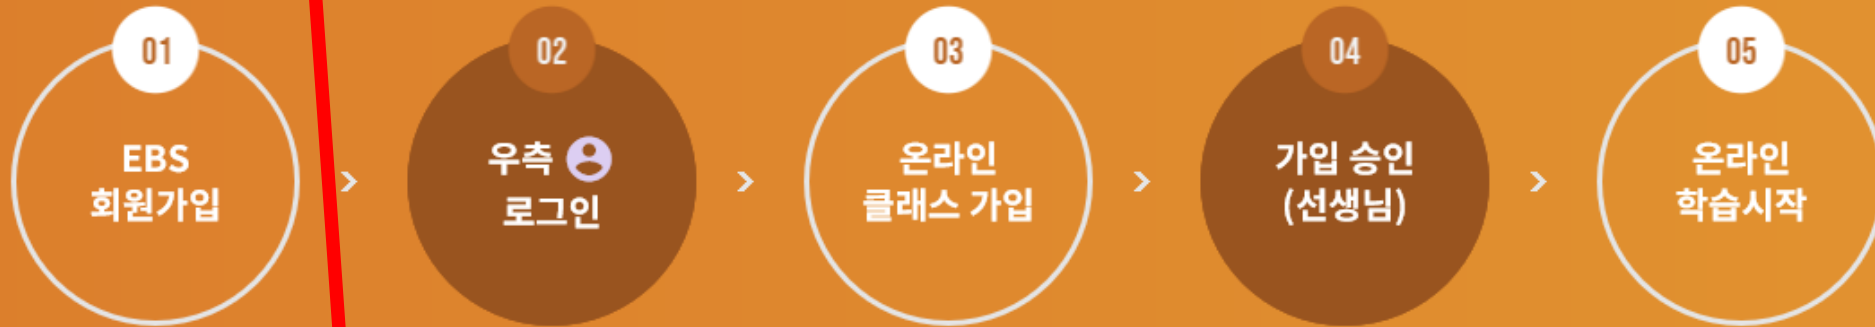 01
EBS
회원가입
02
우측
로그인
03
온라인
클래스 가입
04
가입 승인
(선생님)
05
온라인
학습시작